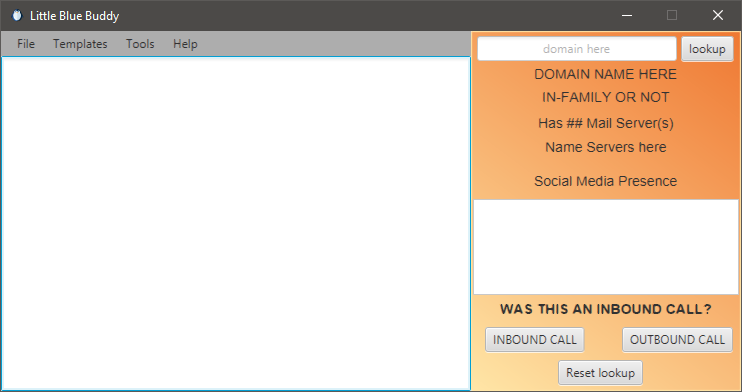 Little Blue Buddy
File Templates Tools Help
domain here lookup
DOMAIN NAME HERE
IN-FAMILY OR NOT
Has ## Mail Server(s)
Name Servers here
Social Media Presence
WAS THIS AN INBOUND CALL?
INBOUND CALL OUTBOUND CALL
Reset lookup